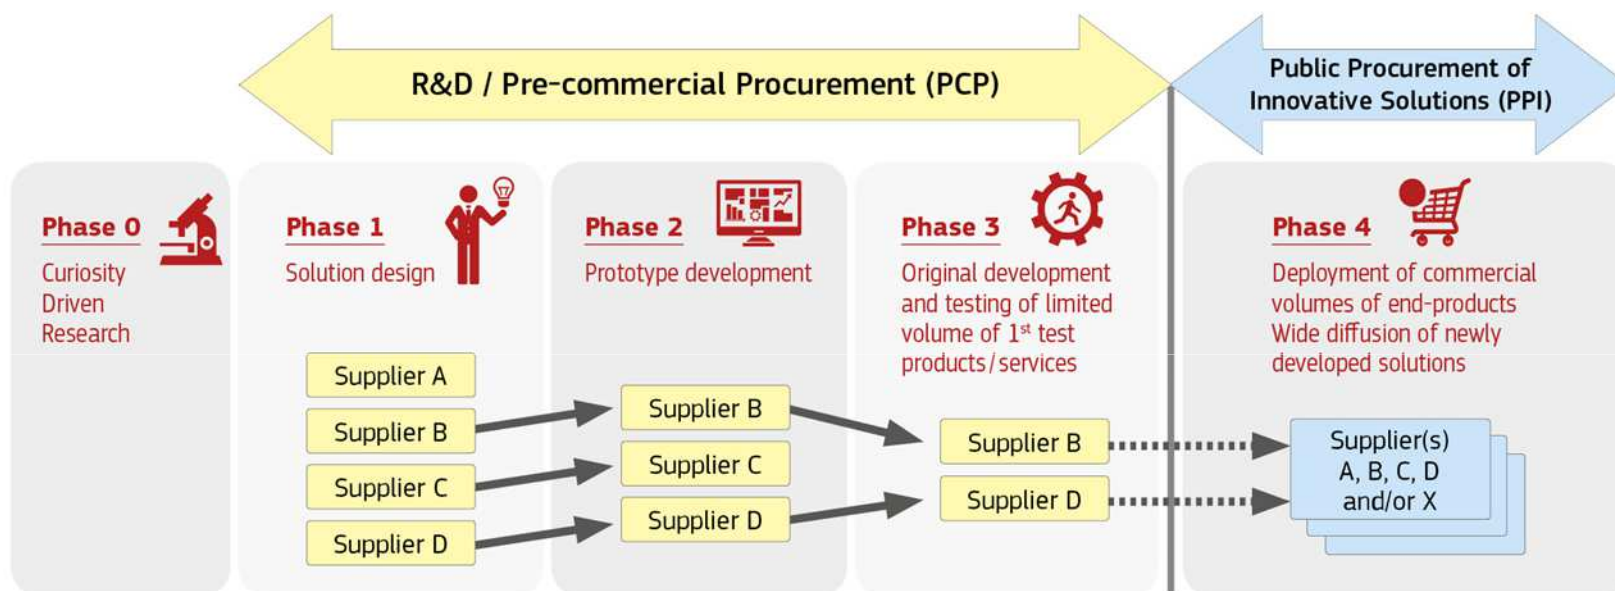 R&D / Pre-commercial Procurement (PCP)
Public Procurement of
Innovative Solutions (PPI)
Phase 0
Curiosity
Driven
Research
Phase 1
Solution design
Supplier A
Supplier B
Supplier C
Supplier D
Phase 2
Prototype development
Supplier B
Supplier C
Supplier D
Phase 3
Original development
and testing of limited
volume of 1st test
products/services
Supplier B
Supplier D
Phase 4
Deployment of commercial
volumes of end-products
Wide diffusion of newly
developed solutions
Supplier(s)
A, B, C, D
and/or X